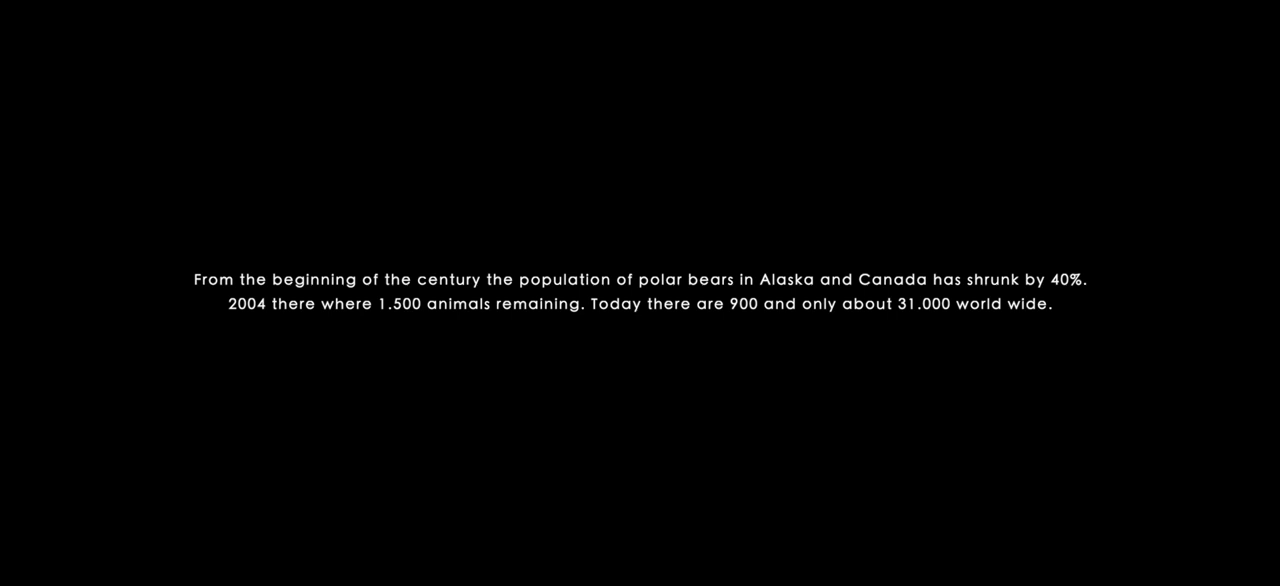 From the beginning of the century the population of polar bears in Alaska and Canada has shrunk by 40%.
2004 there where 1.500 animals remaining. Today there are 900 and only about 31.000 world wide.